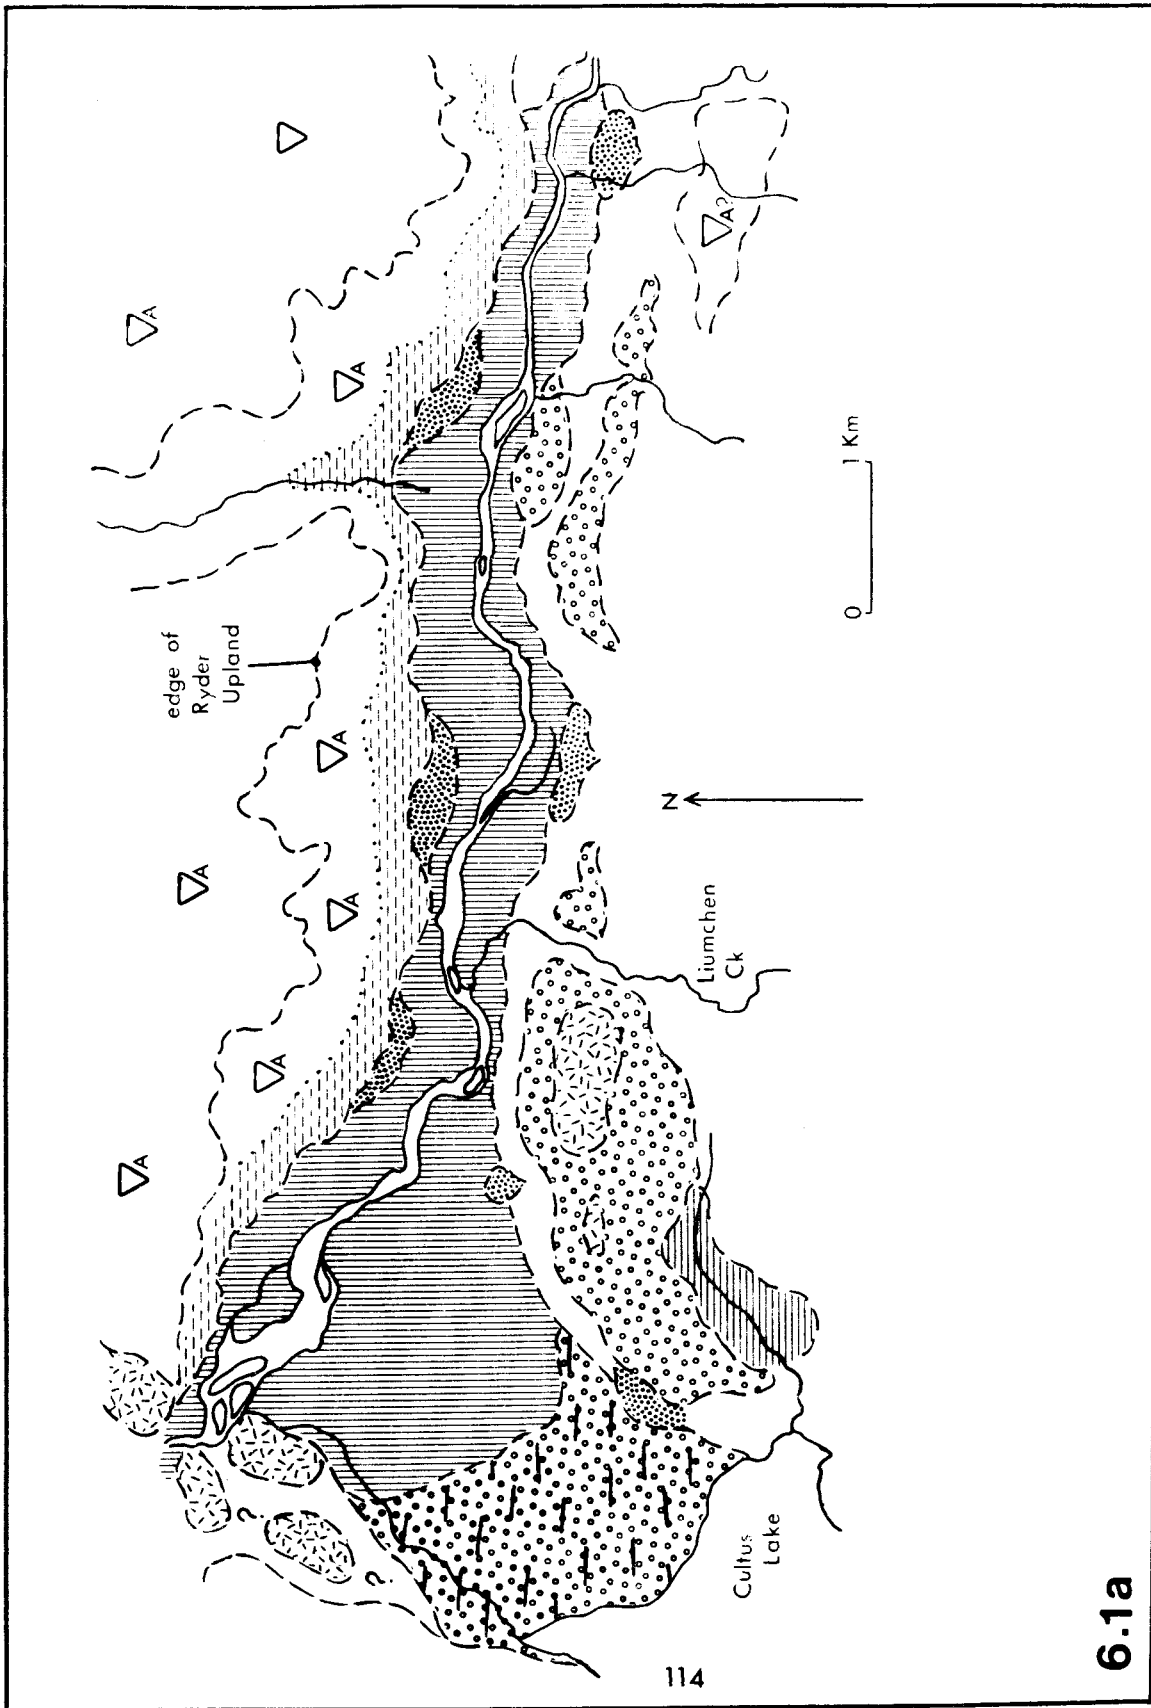 A
A
A
A
A
A
A
A
A?
edge of
Ryder
Upland
N
0 1 Km
Liumchen
Ck
?
?
Cultus
Lake
114
6.1a